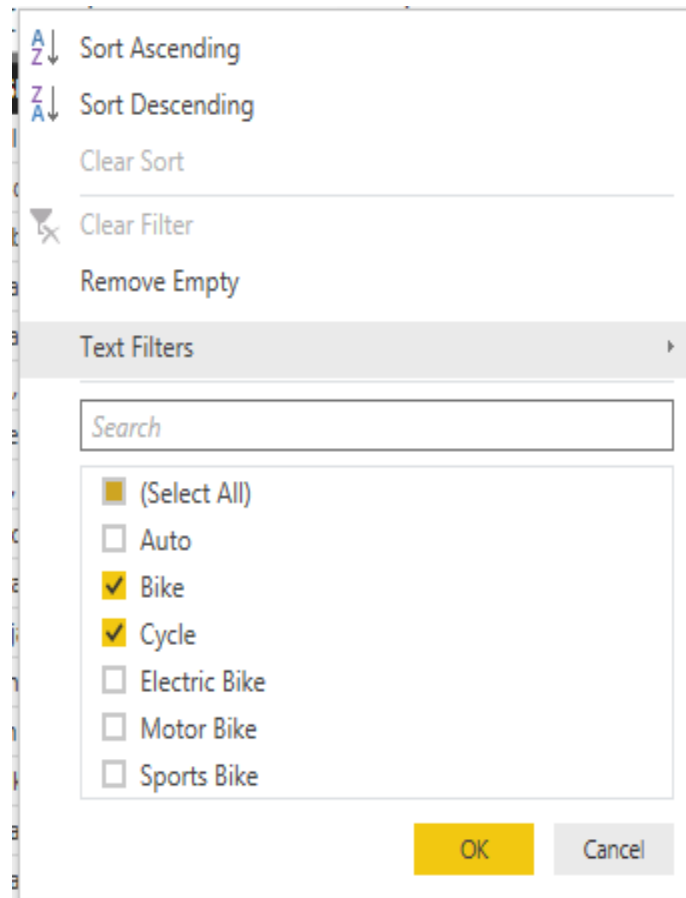 Sort Ascending
Sort Descending
Clear Sort
Clear Filter
Remove Empty
Text Filters
Search
(Select All)
Auto
Bike
Cycle
Electric Bike
Motor Bike
Sports Bike
OK Cancel